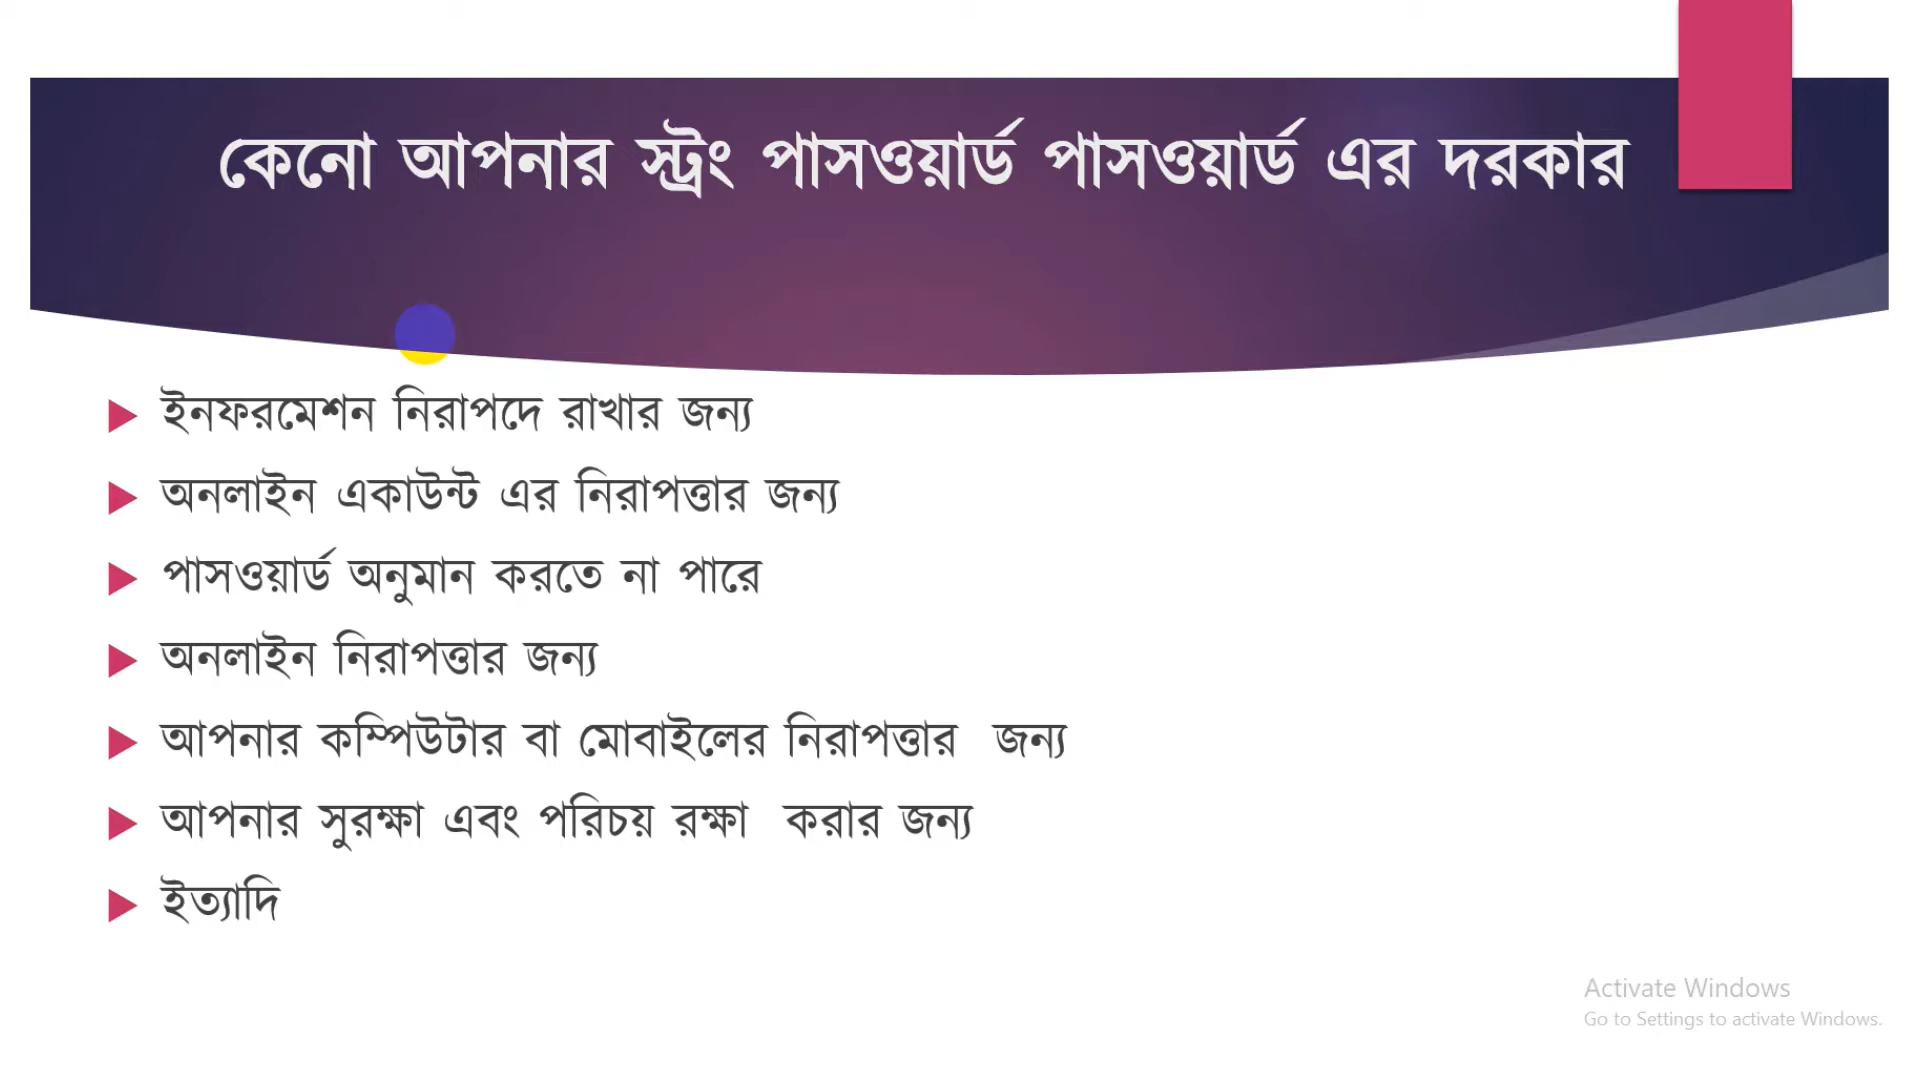 কেনো আপনার স্ট্রং পাসওয়ার্ড পাসওয়ার্ড এর দরকার
ইনফরমেশন নিরাপদে রাখার জন্য
অনলাইন একাউন্ট এর নিরাপত্তার জন্য
পাসওয়ার্ড অনুমান করতে না পারে
অনলাইন নিরাপত্তার জন্য
আপনার কম্পিউটার বা মোবাইলের নিরাপত্তার জন্য
আপনার সুরক্ষা এবং পরিচয় রক্ষা করার জন্য
ইত্যাদি
Activate Windows
Go to Settings to activate Windows.